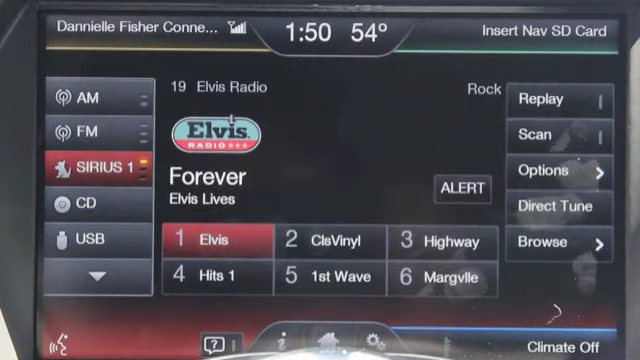 Dannielle Fisher Conne...
1:50 54°
Insert Nav SD Card
AM
FM
SIRIUS 1
CD
USB
19 Elvis Radio
Rock
Elvis
RADIO
Forever
Elvis Lives
ALERT
1 Elvis
2 ClsVinyl
3 Highway
4 Hits 1
5 1st Wave
6 Margvlle
Replay
Scan
Options
Direct Tune
Browse
?
i
Climate Off